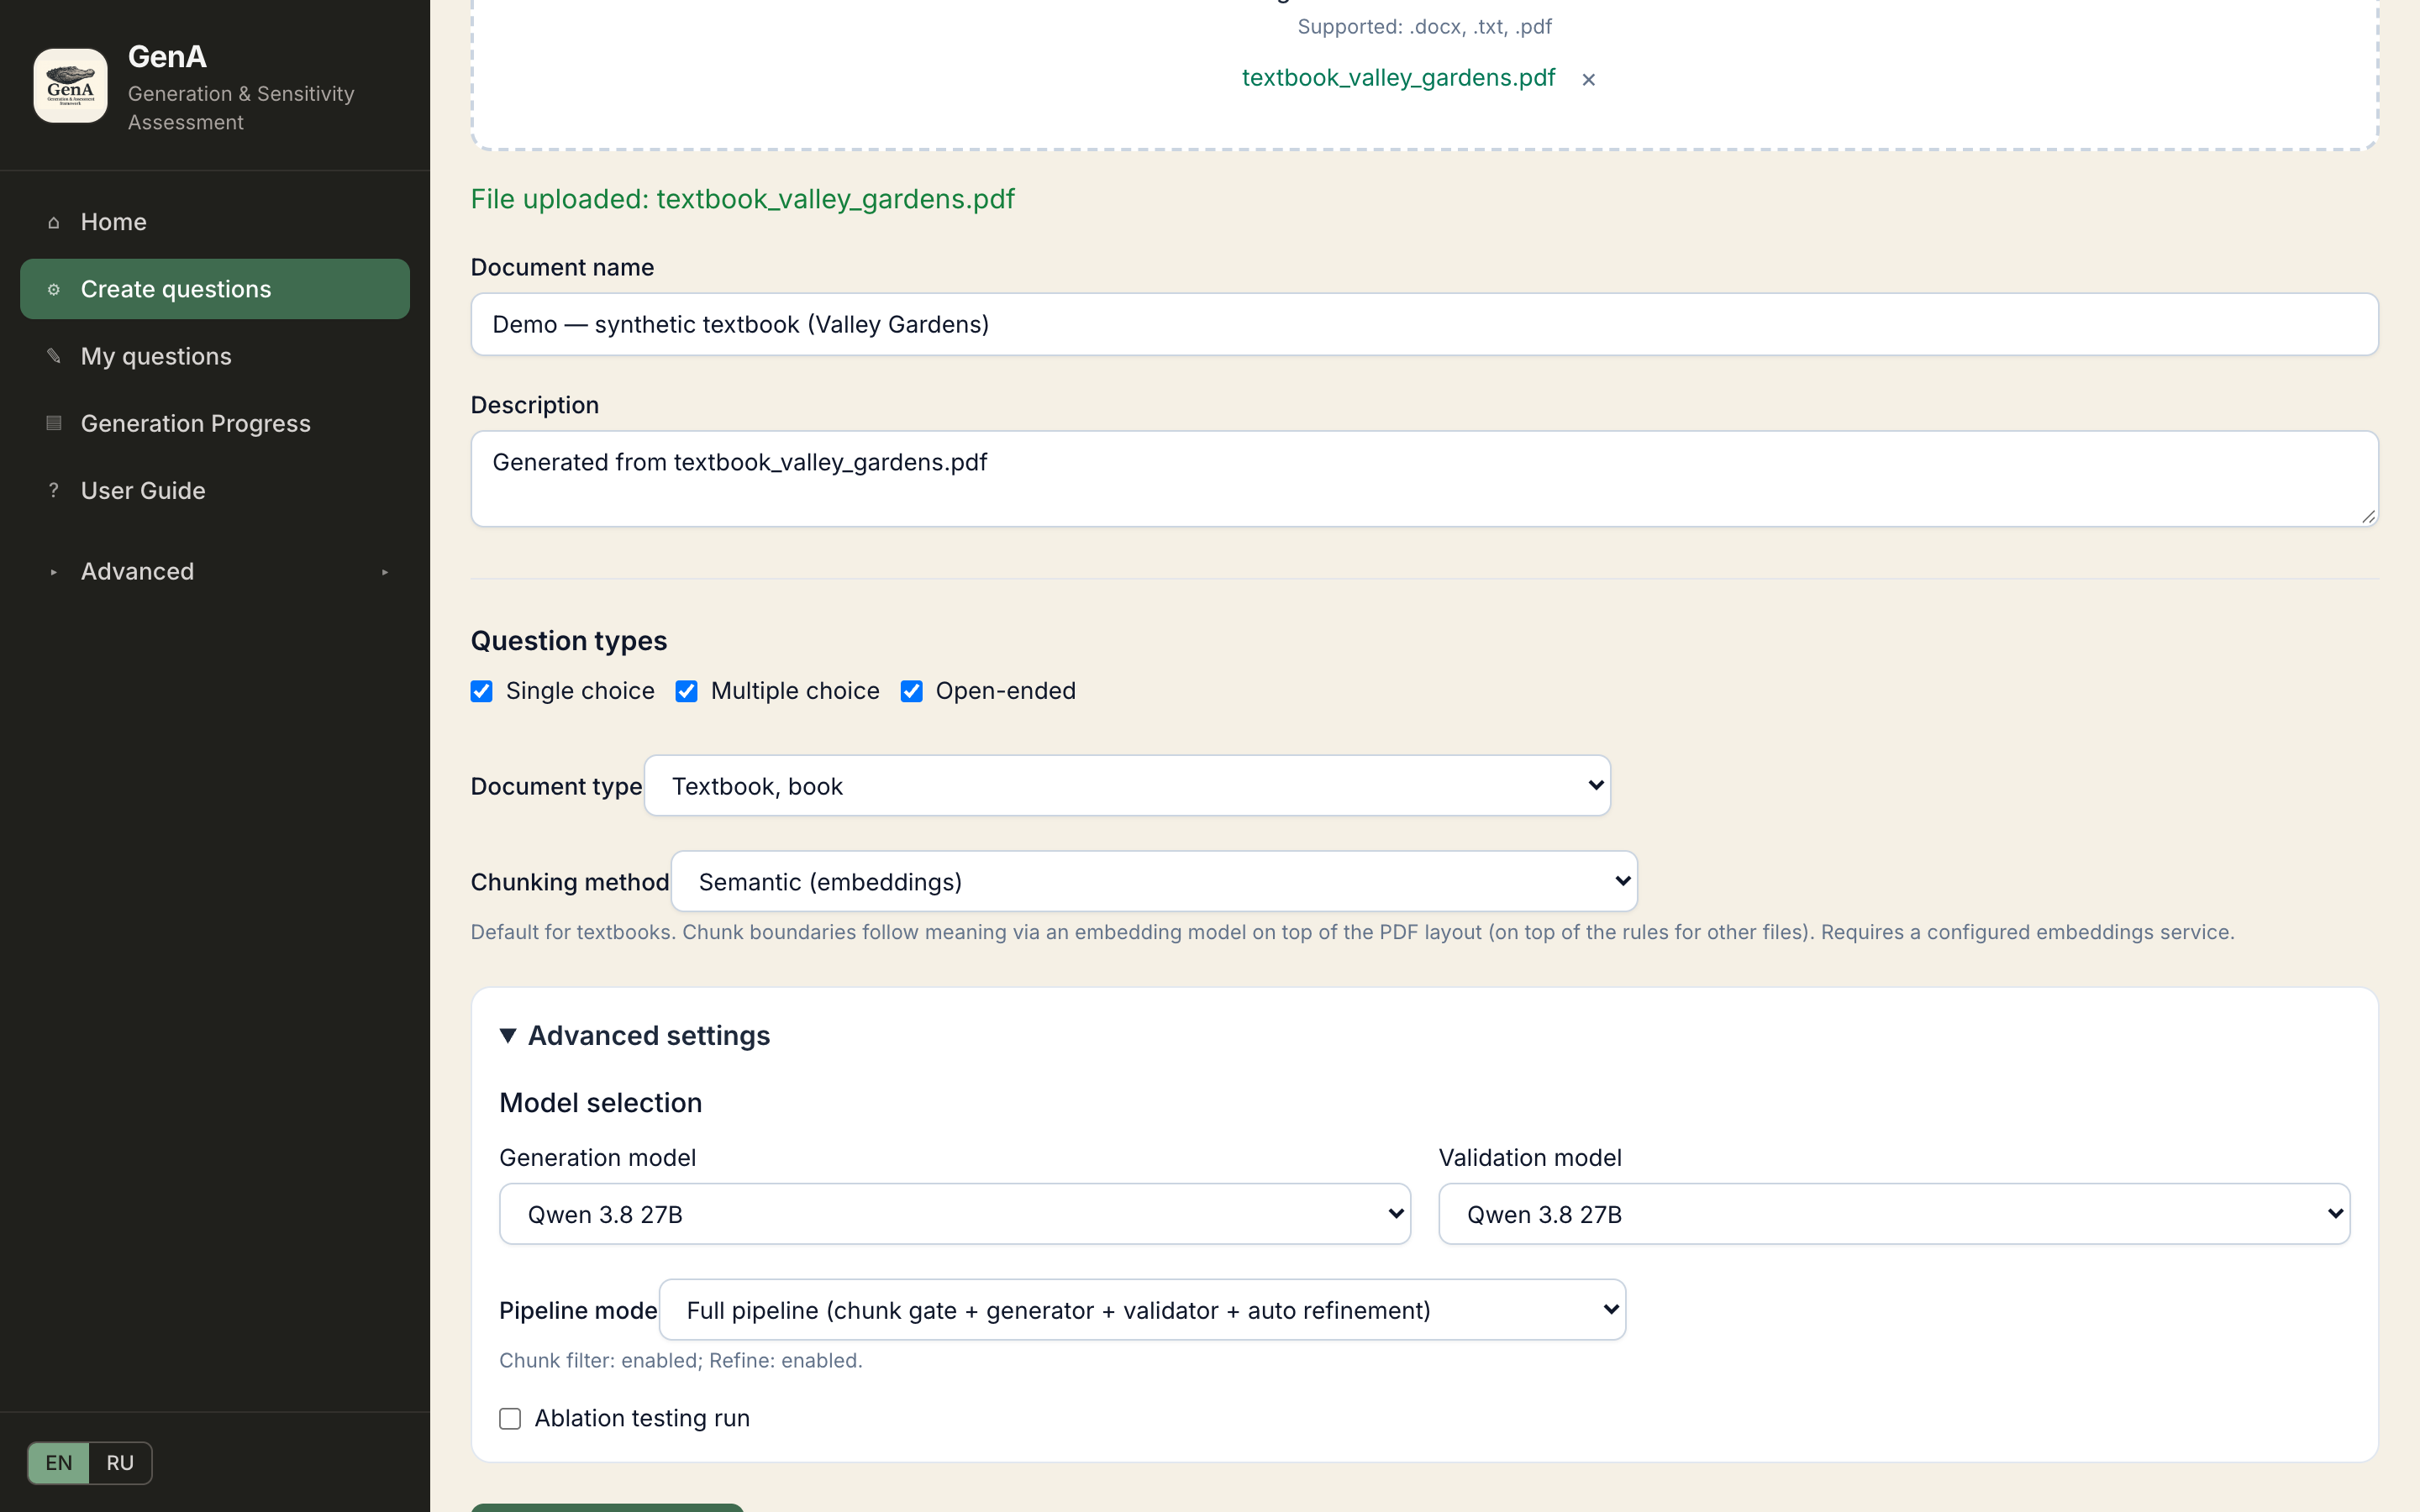 GenA
Generation & Sensitivity
Assessment
GenA
Home
Create questions
My questions
Generation Progress
? User Guide
Advanced
EN RU
Supported: .docx, .txt, .pdf
textbook_valley_gardens.pdf ×
File uploaded: textbook_valley_gardens.pdf
Document name
Demo — synthetic textbook (Valley Gardens)
Description
Generated from textbook_valley_gardens.pdf
Question types
Single choice Multiple choice Open-ended
Document type Textbook, book
Chunking method Semantic (embeddings)
Default for textbooks. Chunk boundaries follow meaning via an embedding model on top of the PDF layout (on top of the rules for other files). Requires a configured embeddings service.
Advanced settings
Model selection
Generation model Validation model
Qwen 3.8 27B Qwen 3.8 27B
Pipeline mode Full pipeline (chunk gate + generator + validator + auto refinement)
Chunk filter: enabled; Refine: enabled.
Ablation testing run